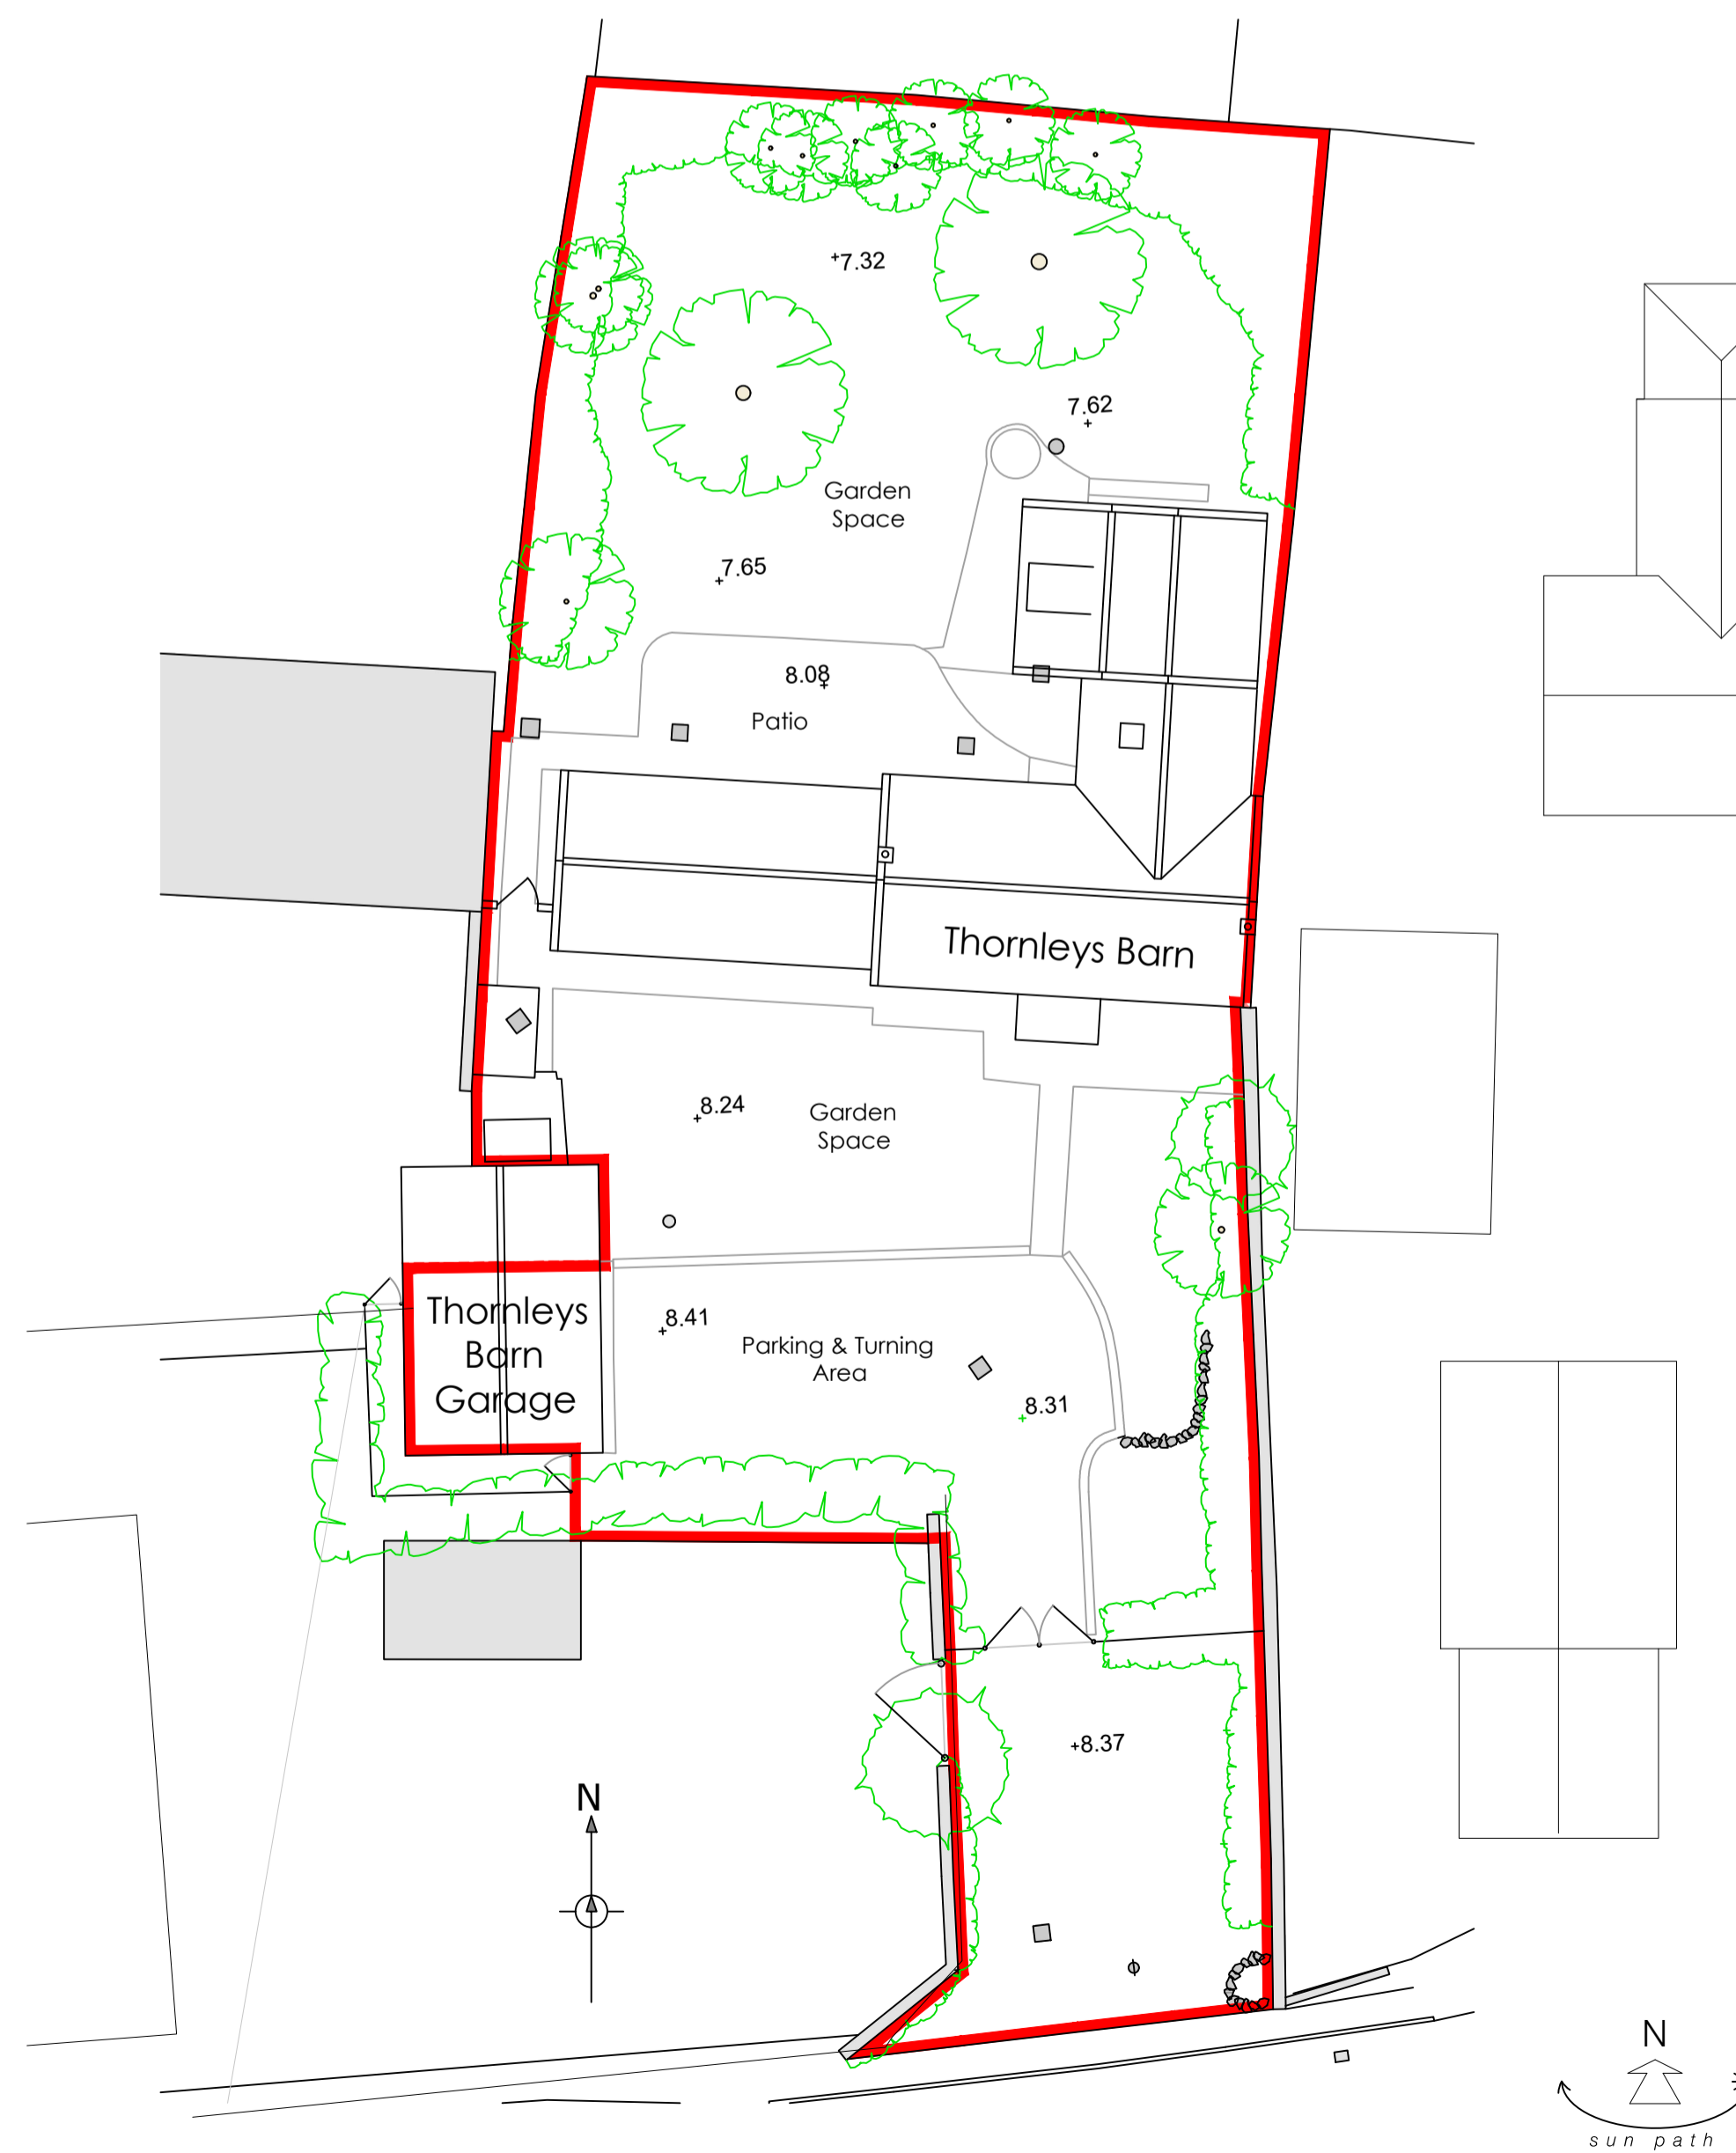 +7.32
7.62
+
Garden
Space
+7.65
8.08
+
Patio
Thornleys Barn
+8.24
Garden
Space
Thornleys
Barn
Garage
+8.41
Parking & Turning
Area
+8.31
+8.37
N
N
sun path